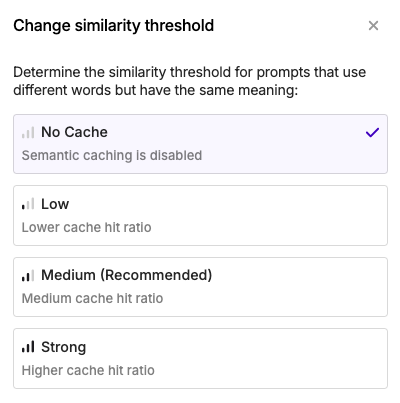 Change similarity threshold
Determine the similarity threshold for prompts that use
different words but have the same meaning:
No Cache
Semantic caching is disabled
Low
Lower cache hit ratio
Medium (Recommended)
Medium cache hit ratio
Strong
Higher cache hit ratio